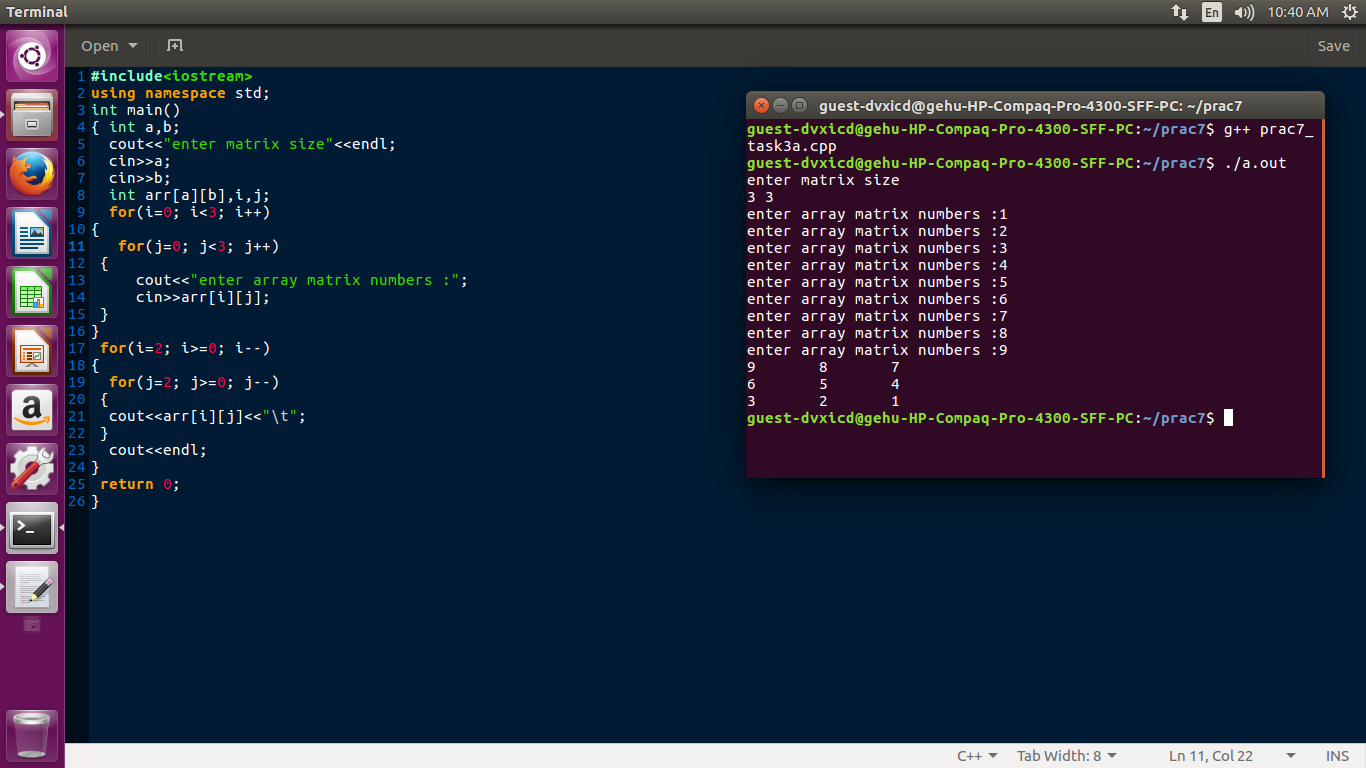 Terminal
En
10:40 AM
Open
Save
1 #include<iostream>
2 using namespace std;
3 int main()
4 { int a,b;
5   cout<<"enter matrix size"<<endl;
6   cin>>a;
7   cin>>b;
8   int arr[a][b],i,j;
9   for(i=0; i<3; i++)
10 {
11    for(j=0; j<3; j++)
12  {
13      cout<<"enter array matrix numbers :";
14      cin>>arr[i][j];
15  }
16 }
17  for(i=2; i>=0; i--)
18 {
19   for(j=2; j>=0; j--)
20  {
21   cout<<arr[i][j]<<"\t";
22  }
23   cout<<endl;
24 }
25  return 0;
26 }
guest-dvxicd@gehu-HP-Compaq-Pro-4300-SFF-PC: ~/prac7
guest-dvxicd@gehu-HP-Compaq-Pro-4300-SFF-PC:~/prac7$ g++ prac7_
task3a.cpp
guest-dvxicd@gehu-HP-Compaq-Pro-4300-SFF-PC:~/prac7$ ./a.out
enter matrix size
3 3
enter array matrix numbers :1
enter array matrix numbers :2
enter array matrix numbers :3
enter array matrix numbers :4
enter array matrix numbers :5
enter array matrix numbers :6
enter array matrix numbers :7
enter array matrix numbers :8
enter array matrix numbers :9
9 8 7
6 5 4
3 2 1
guest-dvxicd@gehu-HP-Compaq-Pro-4300-SFF-PC:~/prac7$
C++ Tab Width: 8 Ln 11, Col 22 INS